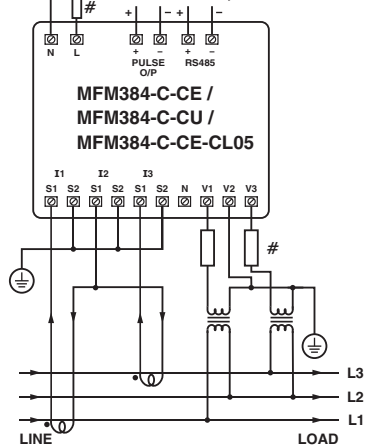 #
+ − + −
N L + − + −
PULSE O/P RS485
MFM384-C-CE /
MFM384-C-CU /
MFM384-C-CE-CL05
I1 I2 I3
S1 S2 S1 S2 S1 S2 N V1 V2 V3
#
L3
L2
L1
LINE LOAD